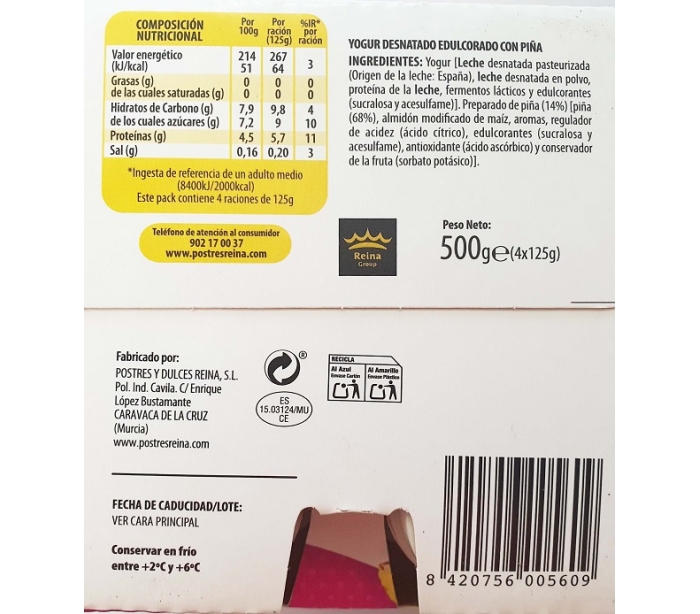 COMPOSICIÓN
NUTRICIONAL
Por
100g
Por
ración
(125g)
%IR*
por
ración
Valor energético
(kJ/kcal)
214
51
267
64
3
Grasas (g)
0
0
0
de las cuales saturadas (g)
0
0
0
Hidratos de Carbono (g)
7,9
9,8
4
de los cuales azúcares (g)
7,2
9
10
Proteínas (g)
4,5
5,7
11
Sal (g)
0,16
0,20
3
*Ingesta de referencia de un adulto medio
(8400kJ/2000kcal)
Este pack contiene 4 raciones de 125g
Teléfono de atención al consumidor
902 17 00 37
www.postresreina.com
YOGUR DESNATADO EDULCORADO CON PIÑA
INGREDIENTES: Yogur [Leche desnatada pasteurizada
(Origen de la leche: España), leche desnatada en polvo,
proteína de la leche, fermentos lácticos y edulcorantes
(sucralosa y acesulfame)]. Preparado de piña (14%) [piña
(68%), almidón modificado de maíz, aromas, regulador
de acidez (ácido cítrico), edulcorantes (sucralosa y
acesulfame), antioxidante (ácido ascórbico) y conservador
de la fruta (sorbato potásico)].
Reina
Group
Peso Neto:
500g℮(4x125g)
Fabricado por:
POSTRES Y DULCES REINA, S.L.
Pol. Ind. Cavila. C/ Enrique
López Bustamante
CARAVACA DE LA CRUZ
(Murcia)
www.postresreina.com
®
ES
15.03124/MU
CE
RECICLA
Al Azul
Envase Cartón
Al Amarillo
Envase Plástico
FECHA DE CADUCIDAD/LOTE:
VER CARA PRINCIPAL
Conservar en frío
entre +2ºC y +6ºC
8 420756 005609